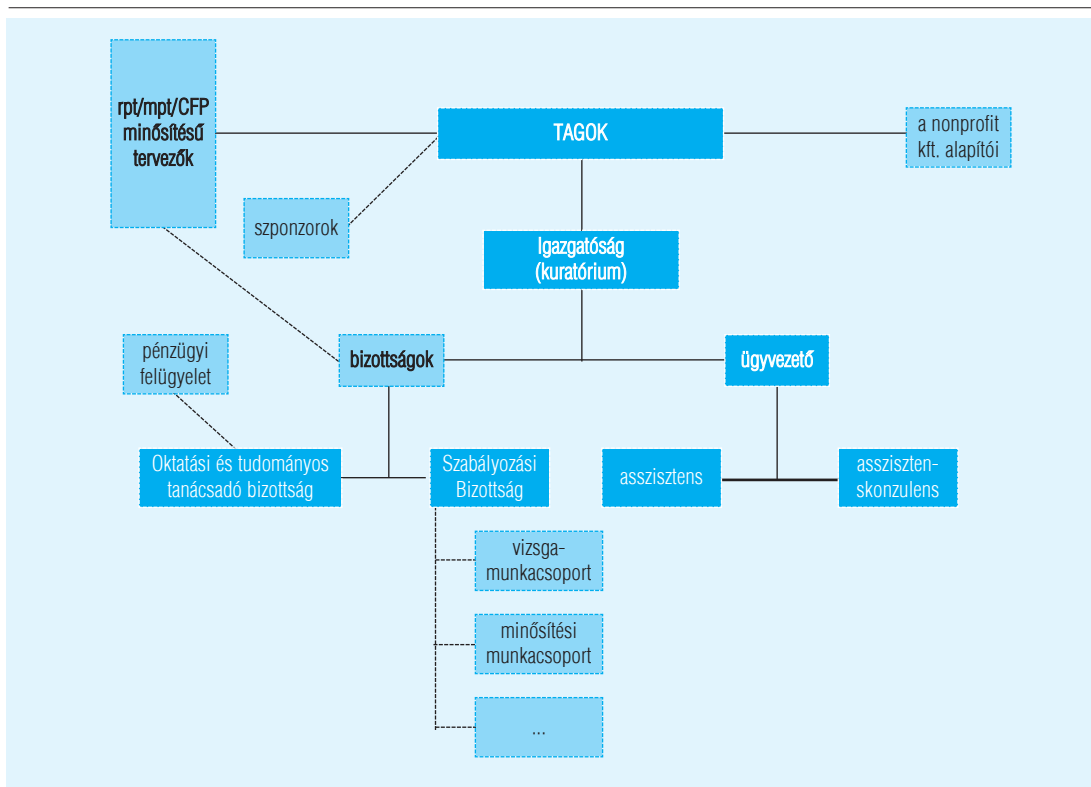 rpt/mpt/CFP
minősítésű
tervezők
TAGOK
a nonprofit
kft. alapítói
szponzorok
Igazgatóság
(kuratórium)
pénzügyi
felügyelet
bizottságok
ügyvezető
Oktatási és tudományos
tanácsadó bizottság
Szabályozási
Bizottság
asszisztens
asszisten-
skonzulens
vizsga-
munkacsoport
minősítési
munkacsoport
...